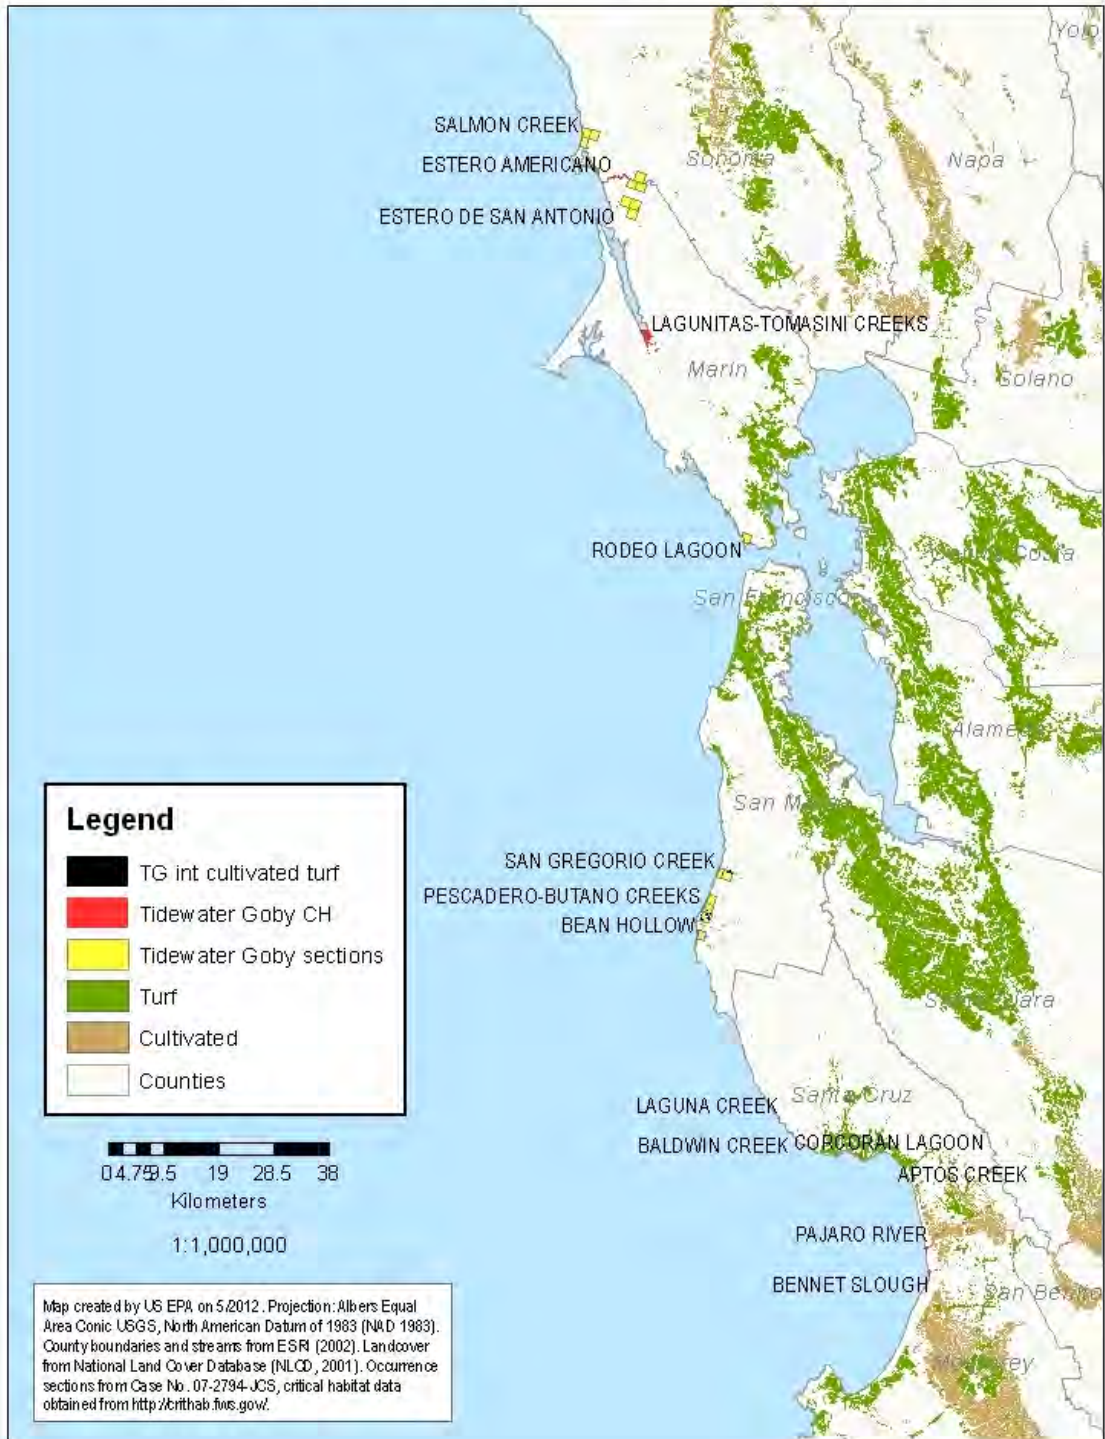 Yolo
SALMON CREEK
ESTERO AMERICANO
Sonoma
Napa
ESTERO DE SAN ANTONIO
LAGUNITAS-TOMASINI CREEKS
Marin
Solano
RODEO LAGOON
Contra Costa
San Francisco
Alameda
San Mateo
SAN GREGORIO CREEK
PESCADERO-BUTANO CREEKS
BEAN HOLLOW
Santa Clara
Santa Cruz
LAGUNA CREEK
BALDWIN CREEK CORCORAN LAGOON
APTOS CREEK
PAJARO RIVER
BENNET SLOUGH
San Benito
Monterey
Legend
TG int cultivated turf
Tidewater Goby CH
Tidewater Goby sections
Turf
Cultivated
Counties
0 4.75 9.5 19 28.5 38
Kilometers
1:1,000,000
Map created by US EPA on 5/2012. Projection: Albers Equal
Area Conic USGS, North American Datum of 1983 (NAD 1983).
County boundaries and streams from ESRI (2002). Landcover
from National Land Cover Database (NLCD, 2001). Occurrence
sections from Case No. 07-2794-JCS, critical habitat data
obtained from http://crithab.fws.gov/.